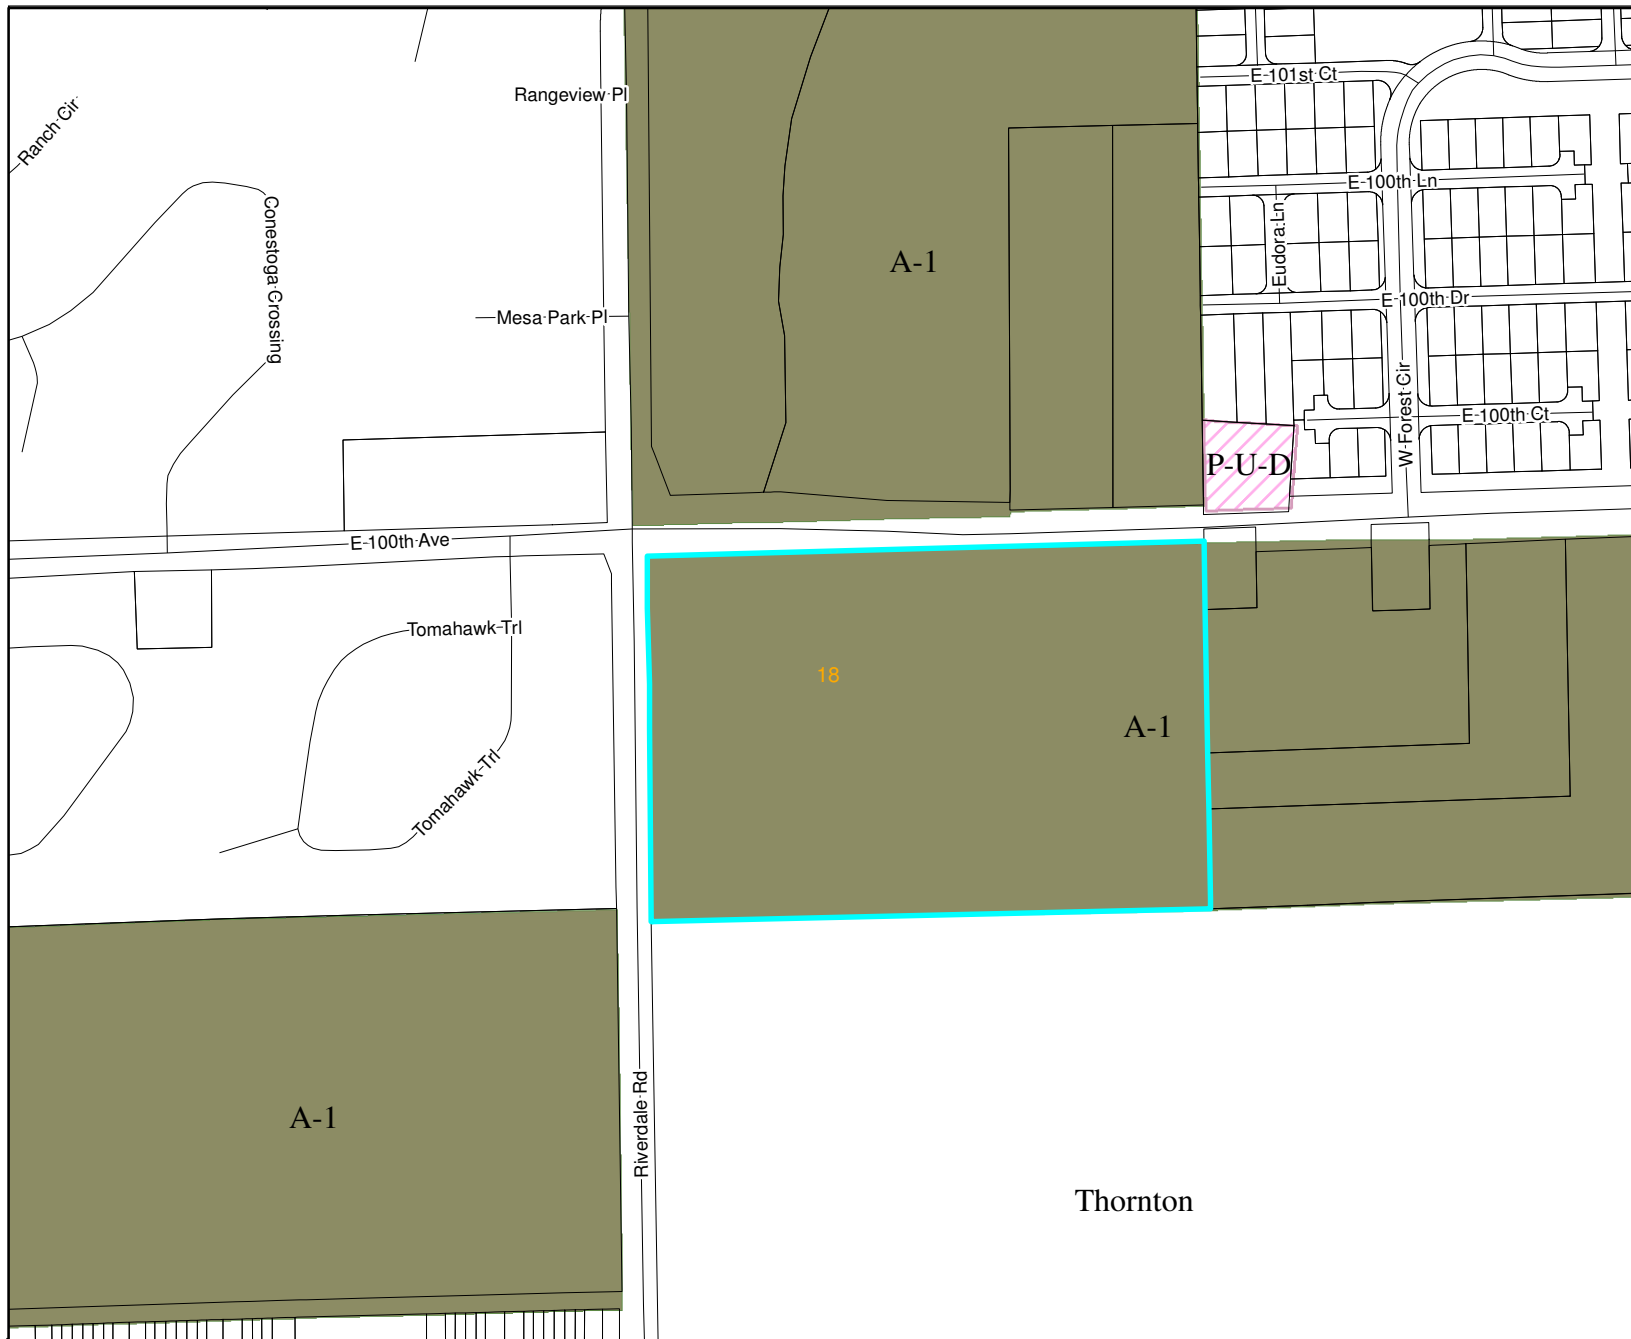 E 101st Ct
Rangeview Pl
Ranch Cir
E 100th Ln
Conestoga Crossing
Eudora Ln
A-1
E 100th Dr
Mesa Park Pl
W Forest Cir
E 100th Ct
P-U-D
E 100th Ave
Tomahawk Trl
18
A-1
Tomahawk Trl
A-1
Riverdale Rd
Thornton